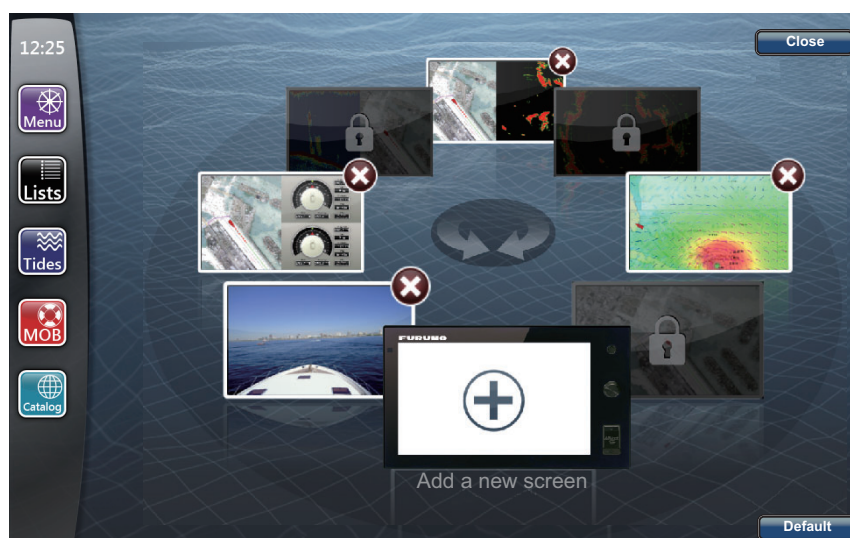 12:25
Close
Menu
Lists
Tides
MOB
Catalog
FURUNO
Add a new screen
Default